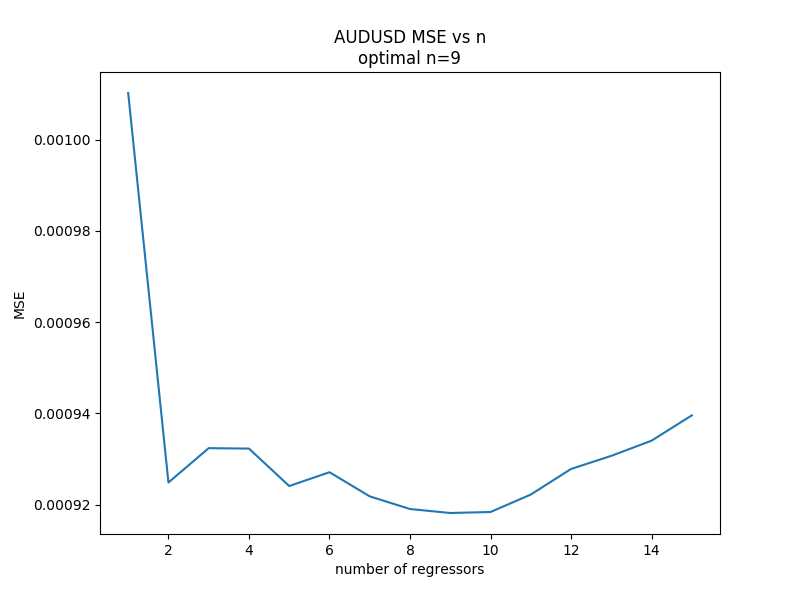 AUDUSD MSE vs n
optimal n=9
0.00100
0.00098
0.00096
0.00094
0.00092
MSE
2 4 6 8 10 12 14
number of regressors